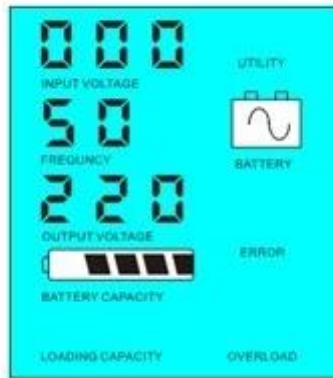 000
INPUT VOLTAGE
UTILITY
50
FREQUNCY
BATTERY
220
OUTPUT VOLTAGE
ERROR
BATTERY CAPACITY
LOADING CAPACITY
OVERLOAD